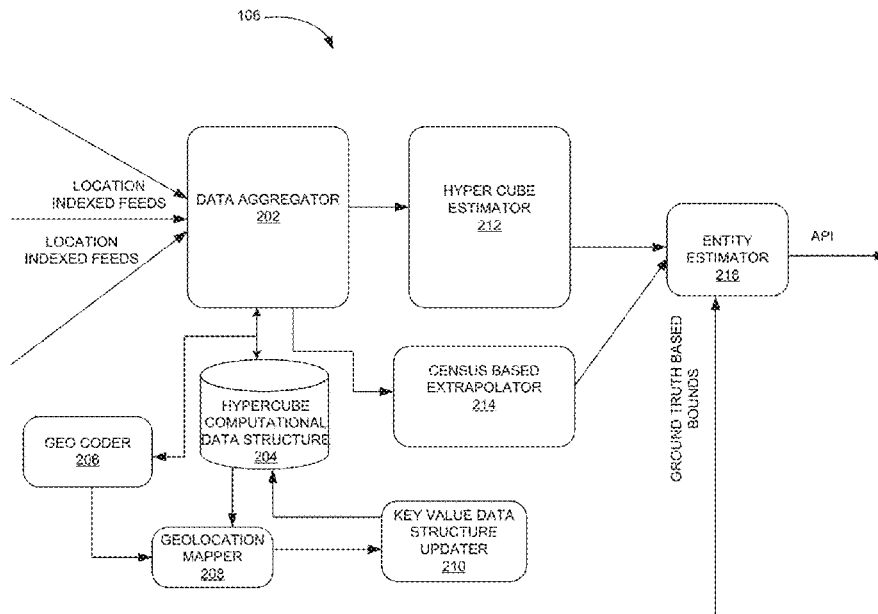 106
LOCATION
INDEXED FEEDS
LOCATION
INDEXED FEEDS
DATA AGGREGATOR
202
HYPER CUBE
ESTIMATOR
212
ENTITY
ESTIMATOR
216
API
GROUND TRUTH BASED
BOUNDS
CENSUS BASED
EXTRAPOLATOR
214
HYPERCUBE
COMPUTATIONAL
DATA STRUCTURE
204
GEO CODER
206
GEOLOCATION
MAPPER
208
KEY VALUE DATA
STRUCTURE
UPDATER
210